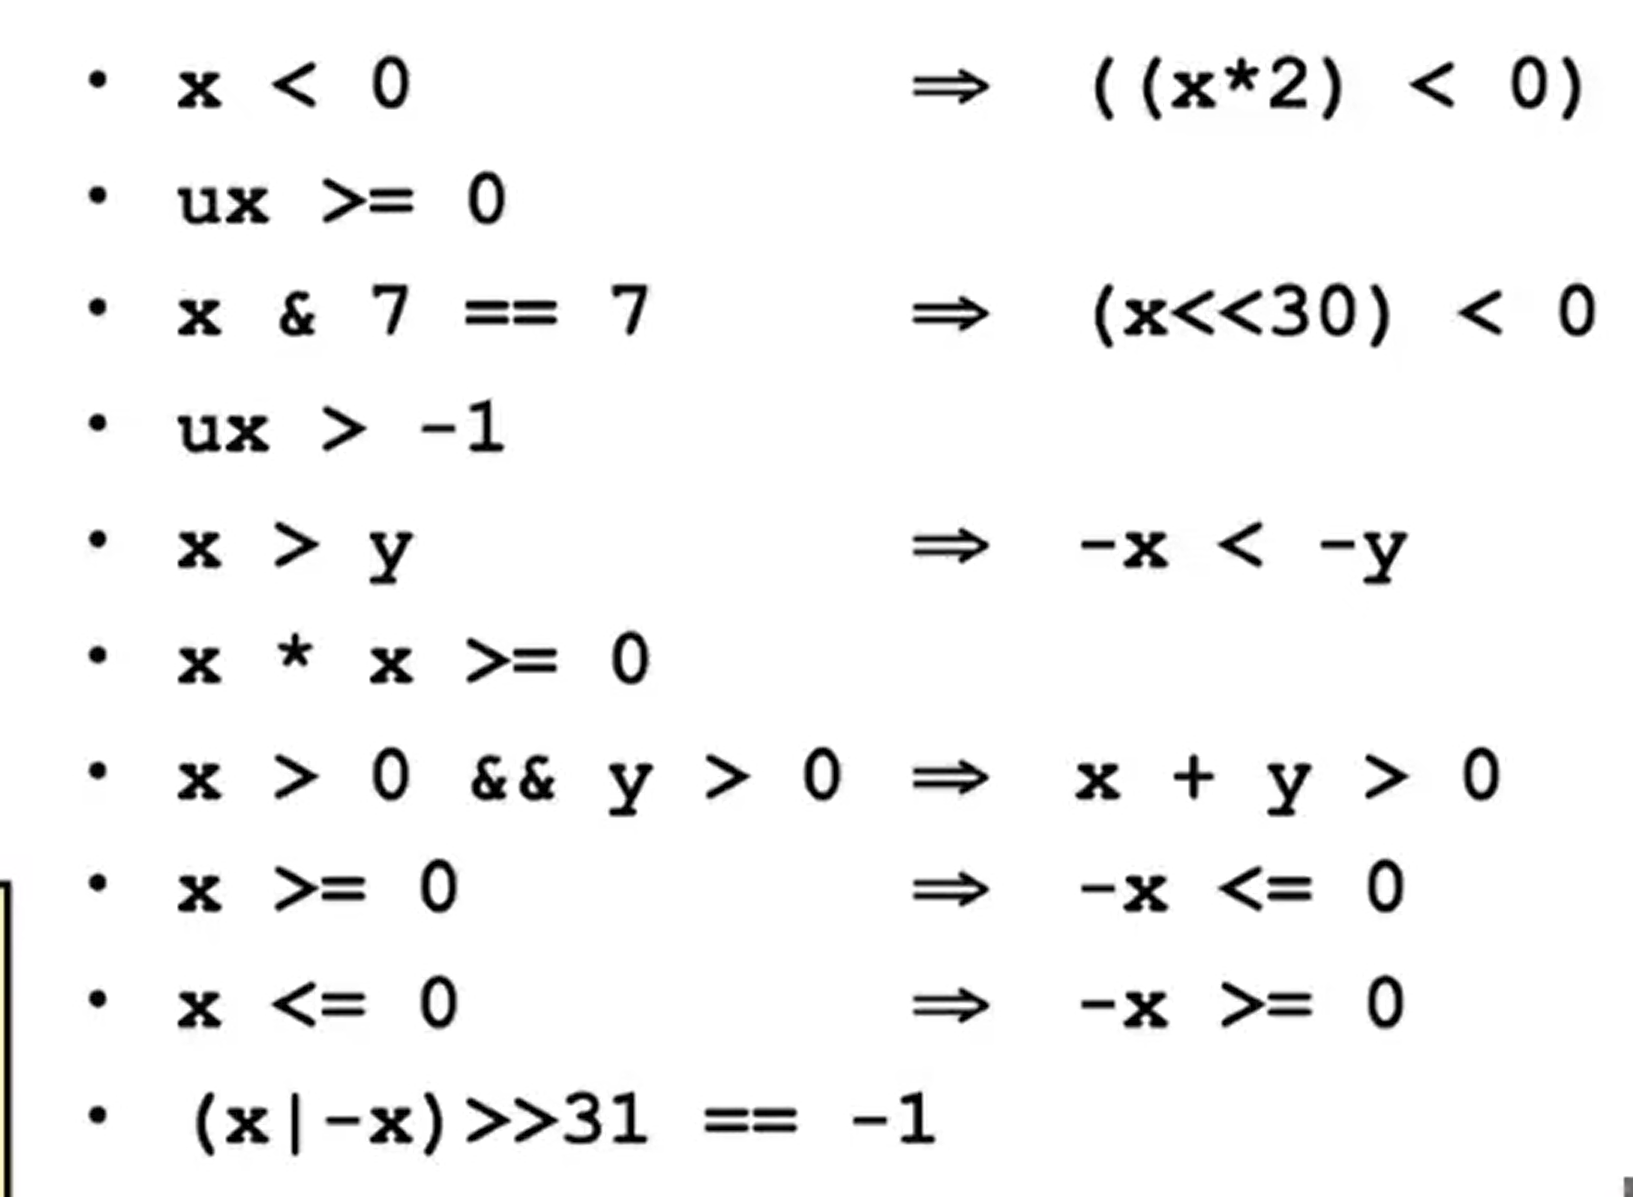 • x < 0 ⇒ ((x*2) < 0)
• ux >= 0
• x & 7 == 7 ⇒ (x<<30) < 0
• ux > -1
• x > y ⇒ -x < -y
• x * x >= 0
• x > 0 && y > 0 ⇒ x + y > 0
• x >= 0 ⇒ -x <= 0
• x <= 0 ⇒ -x >= 0
• (x|-x)>>31 == -1